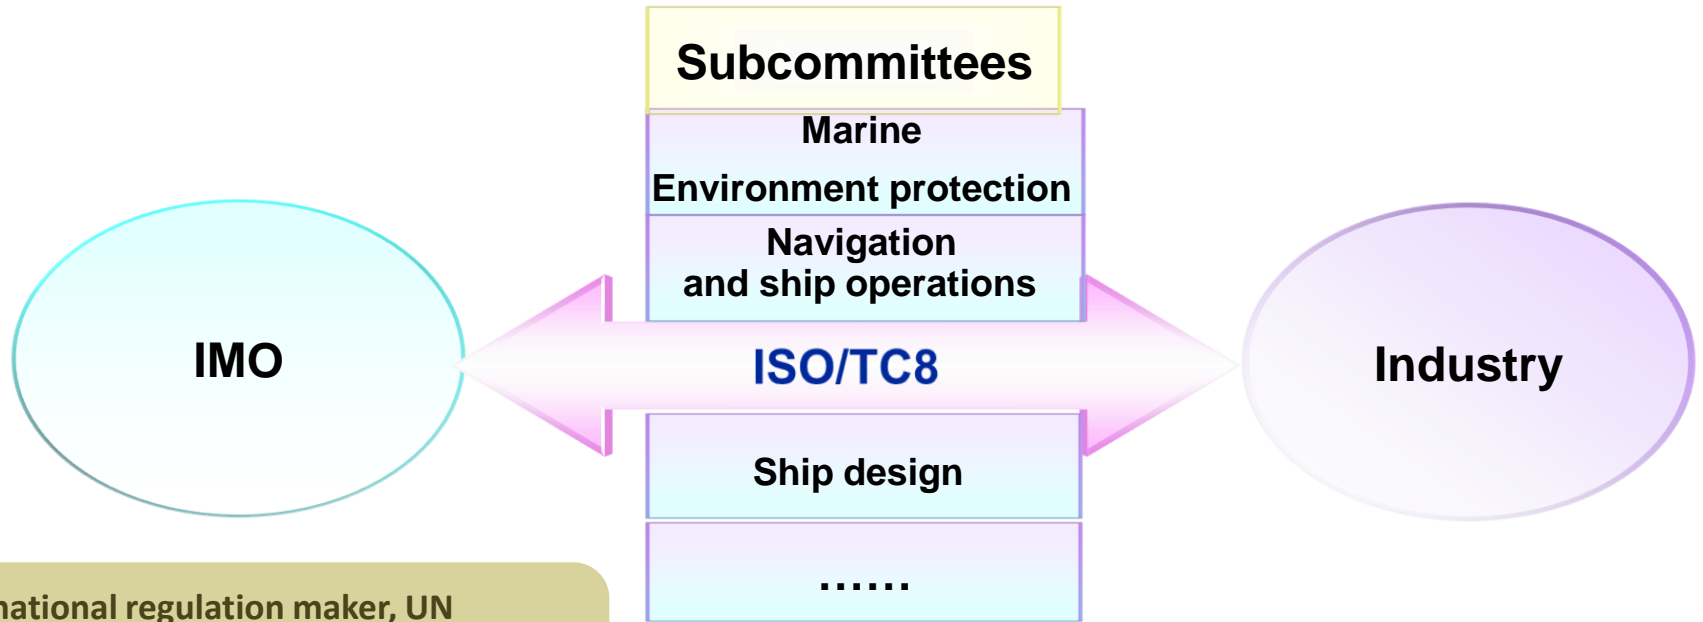 Subcommittees
Marine
Environment protection
Navigation
and ship operations
IMO
ISO/TC8
Industry
Ship design
......
national regulation maker, UN